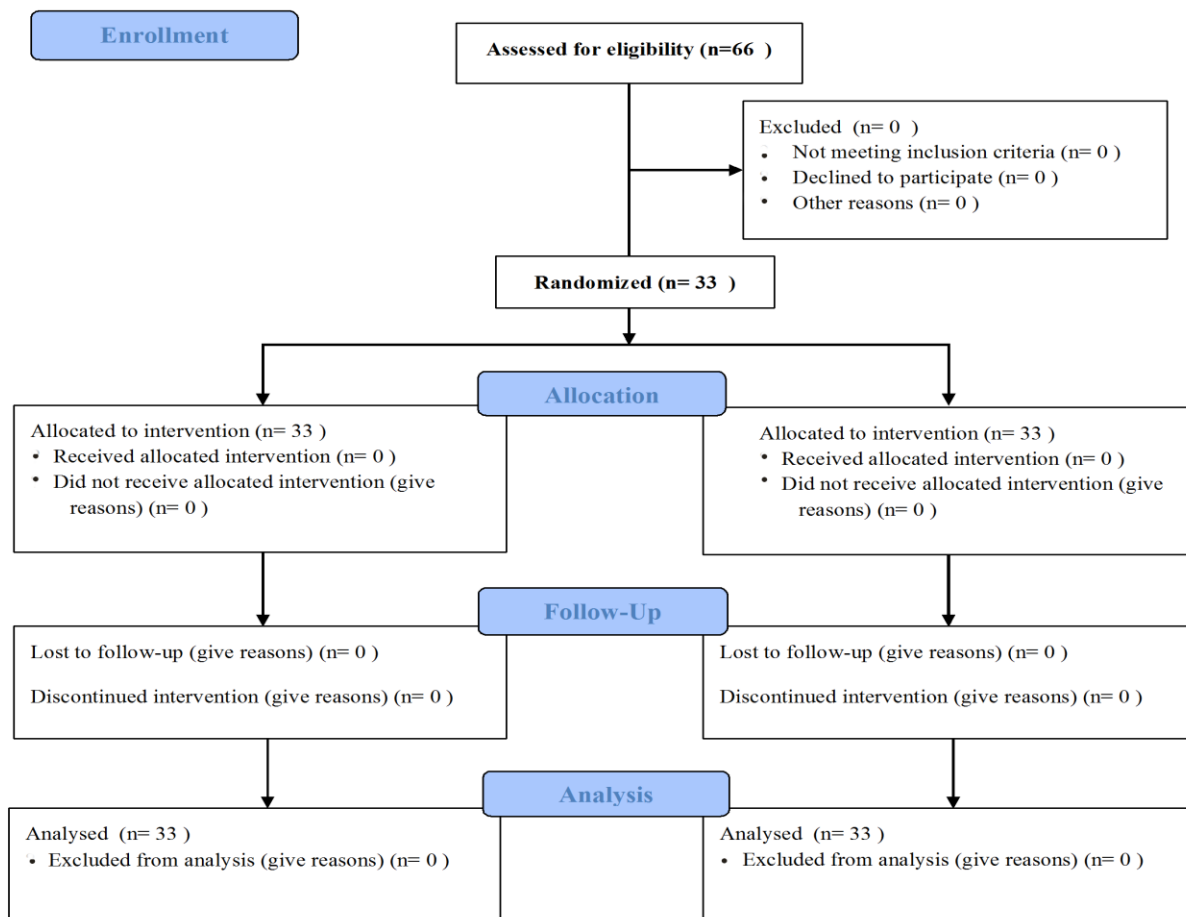 Enrollment
Assessed for eligibility (n=66 )
Excluded (n= 0 )
• Not meeting inclusion criteria (n= 0 )
• Declined to participate (n= 0 )
• Other reasons (n= 0 )
Randomized (n= 33 )
Allocation
Allocated to intervention (n= 33 )
• Received allocated intervention (n= 0 )
• Did not receive allocated intervention (give
reasons) (n= 0 )
Allocated to intervention (n= 33 )
• Received allocated intervention (n= 0 )
• Did not receive allocated intervention (give
reasons) (n= 0 )
Follow-Up
Lost to follow-up (give reasons) (n= 0 )
Discontinued intervention (give reasons) (n= 0 )
Lost to follow-up (give reasons) (n= 0 )
Discontinued intervention (give reasons) (n= 0 )
Analysis
Analysed (n= 33 )
• Excluded from analysis (give reasons) (n= 0 )
Analysed (n= 33 )
• Excluded from analysis (give reasons) (n= 0 )